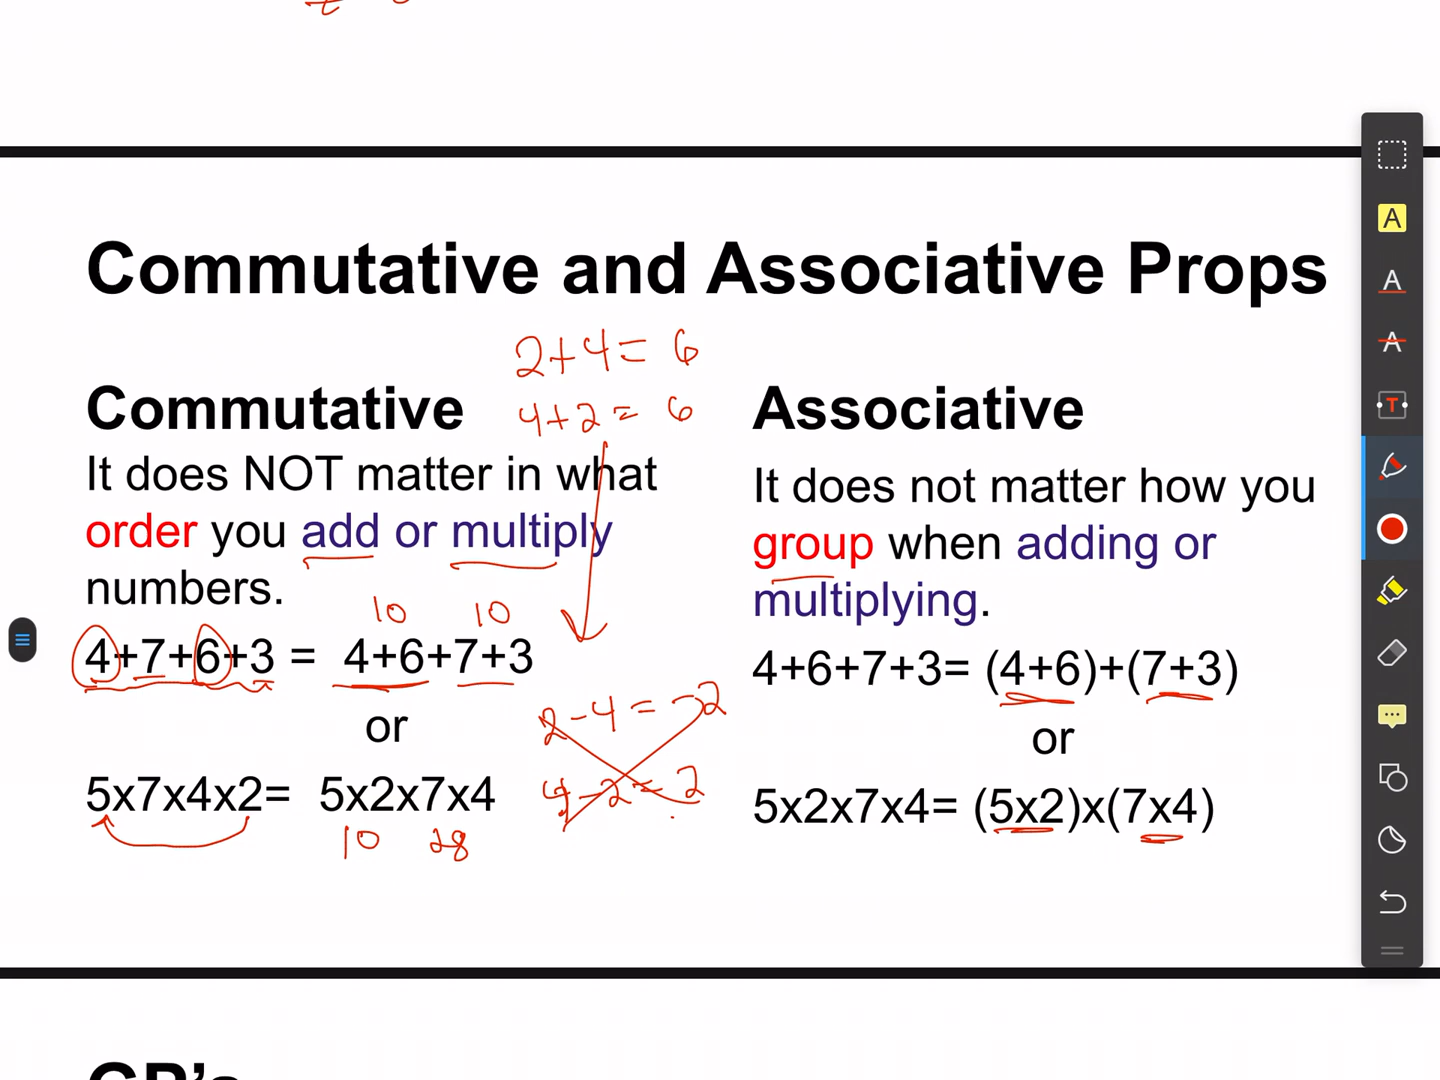 Commutative and Associative Props
2+4= 6
4+2= 6
Commutative
It does NOT matter in what
order you add or multiply
numbers.
10 10
4+7+6+3 = 4+6+7+3
or
5x7x4x2= 5x2x7x4
10 28
2-4= -2
4-2=2
Associative
It does not matter how you
group when adding or
multiplying.
4+6+7+3= (4+6)+(7+3)
or
5x2x7x4= (5x2)x(7x4)
A
A
A
T